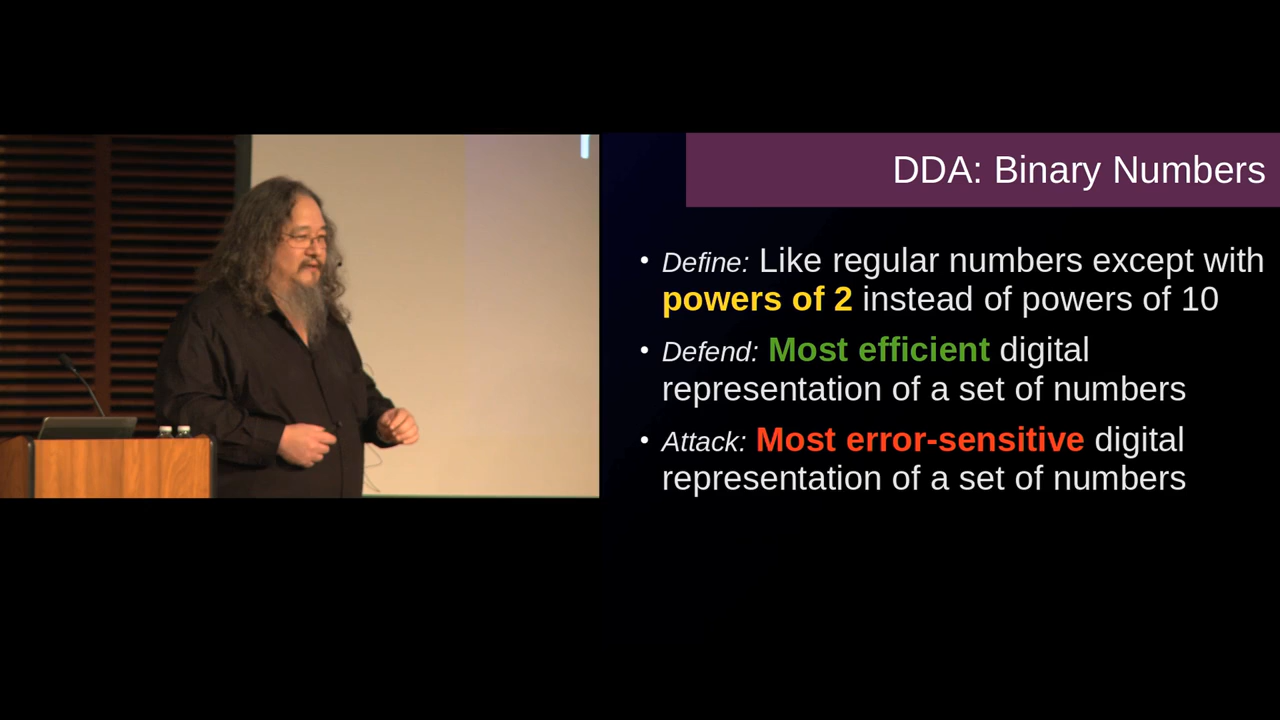 DDA: Binary Numbers
• Define: Like regular numbers except with
powers of 2 instead of powers of 10
• Defend: Most efficient digital
representation of a set of numbers
• Attack: Most error-sensitive digital
representation of a set of numbers